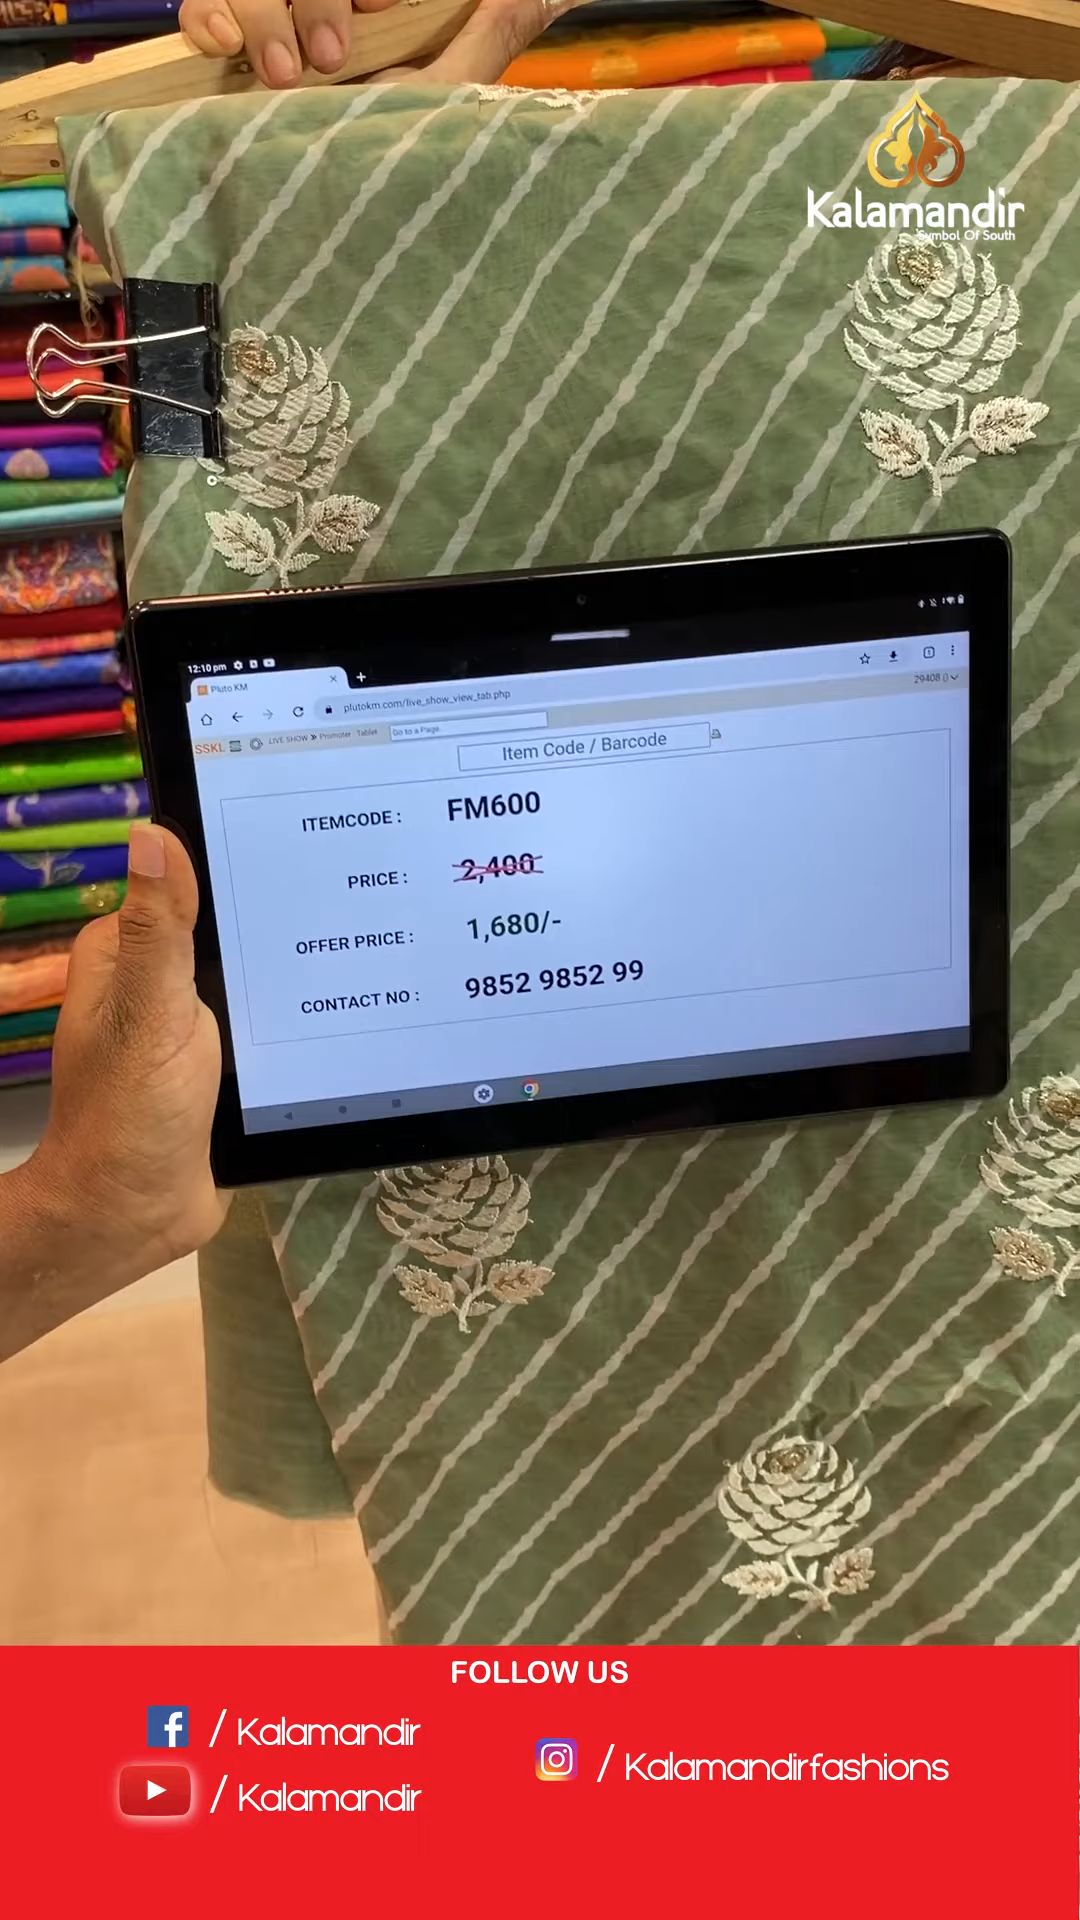 Kalamandir
Symbol Of South
12:10 pm
Pluto KM
plutokm.com/live_show_view_tab.php
29408 ()
SSKL
LIVE SHOW » Promoter - Tablet
Go to a Page
Item Code / Barcode
ITEMCODE : FM600
PRICE : 2,400
OFFER PRICE : 1,680/-
CONTACT NO : 9852 9852 99
FOLLOW US
/ Kalamandir
/ Kalamandirfashions
/ Kalamandir